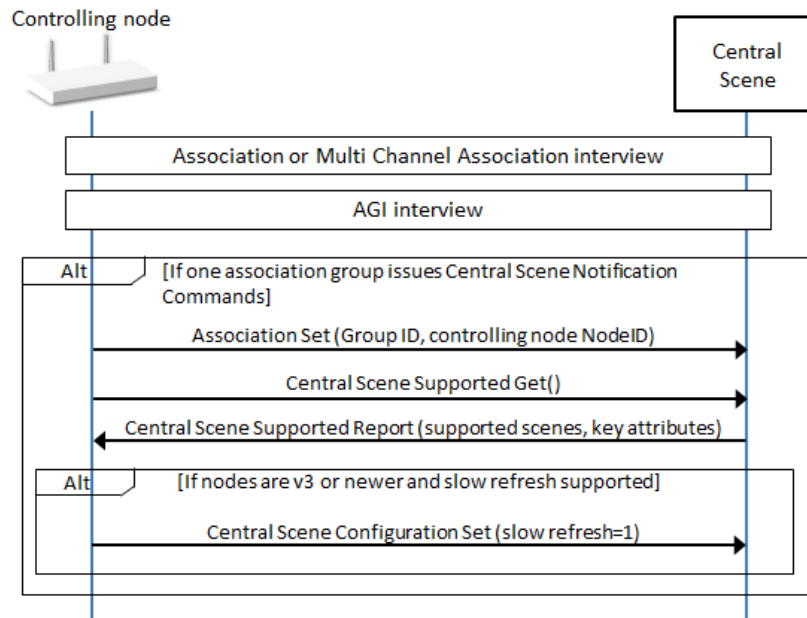 Controlling node
Central
Scene
Association or Multi Channel Association interview
AGI interview
Alt
[If one association group issues Central Scene Notification
Commands]
Association Set (Group ID, controlling node NodeID)
Central Scene Supported Get()
Central Scene Supported Report (supported scenes, key attributes)
Alt
[If nodes are v3 or newer and slow refresh supported]
Central Scene Configuration Set (slow refresh=1)